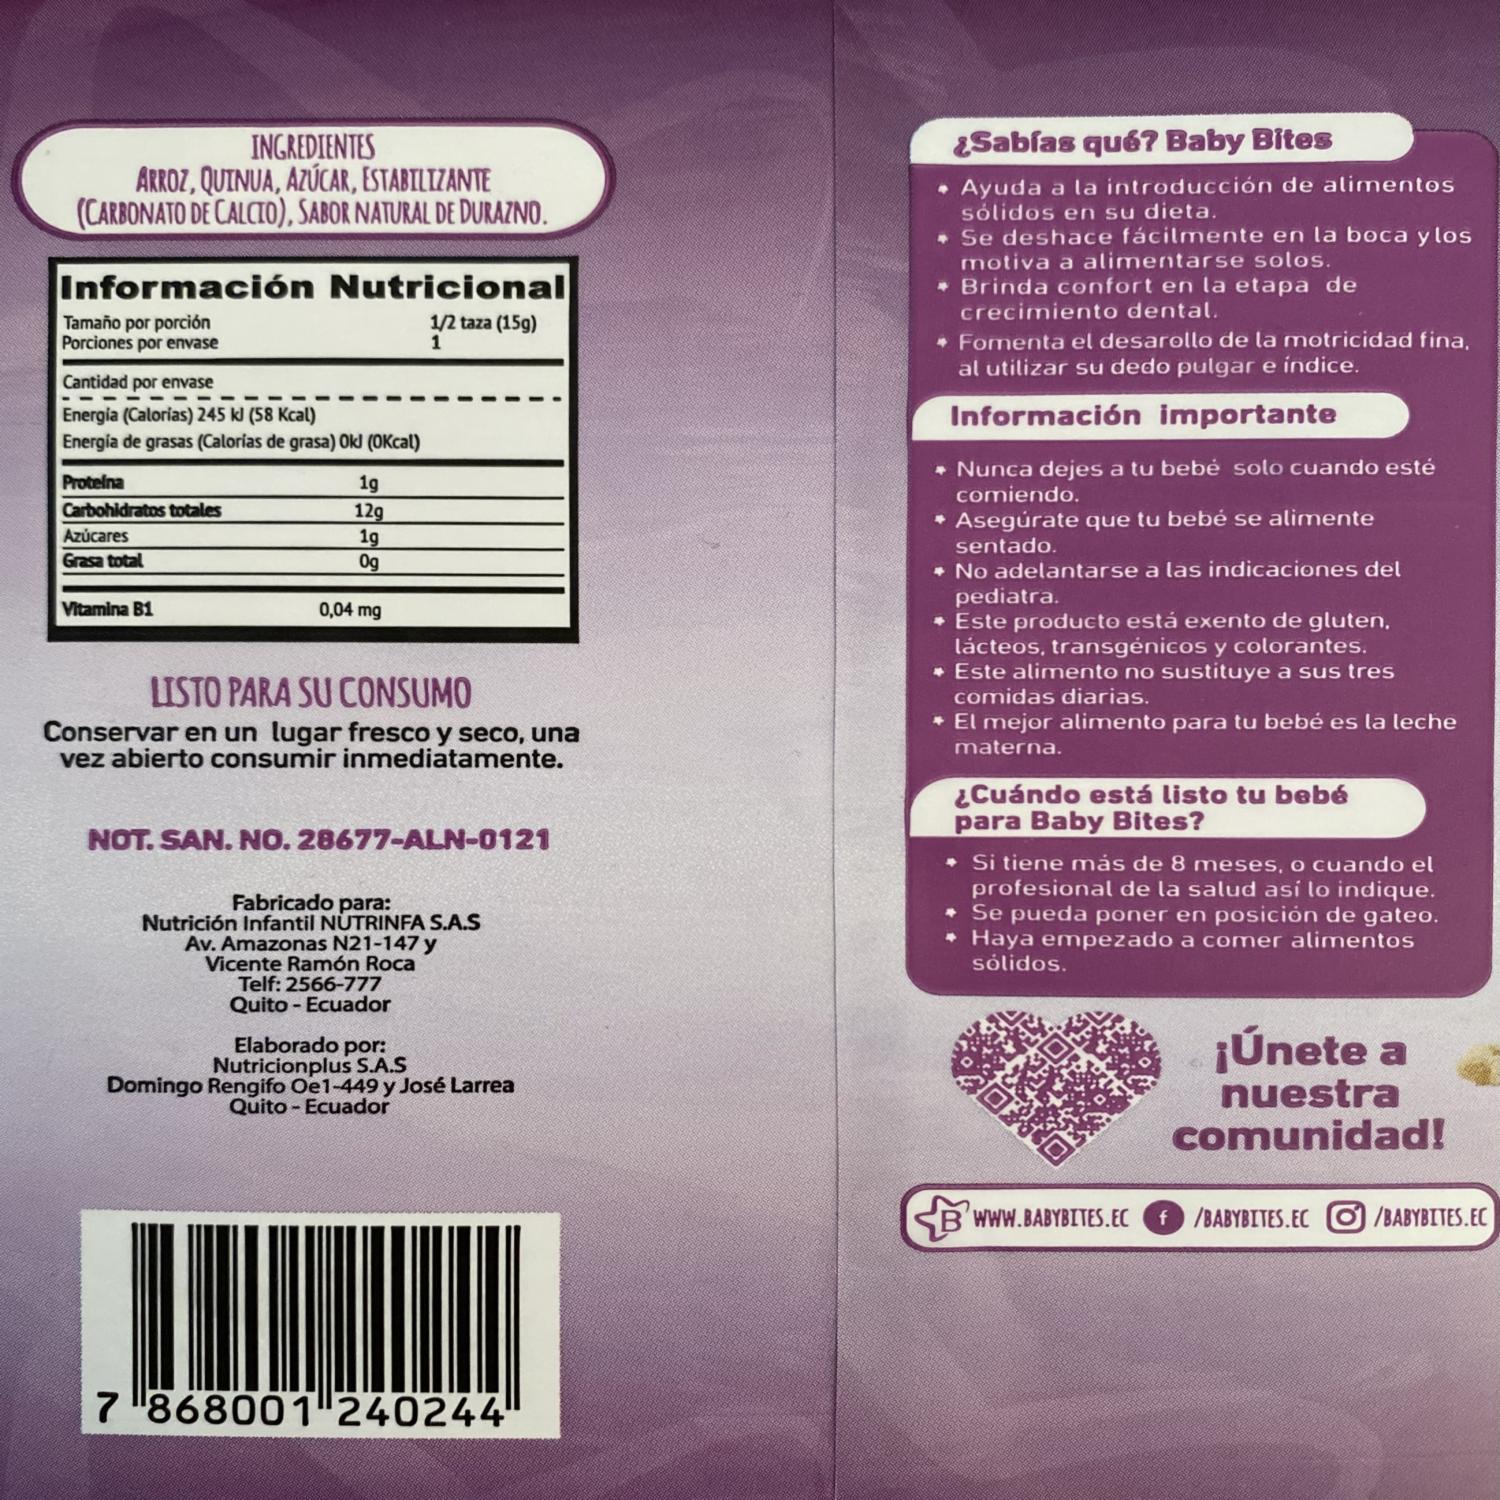 INGREDIENTES
ARROZ, QUINUA, AZÚCAR, ESTABILIZANTE
(CARBONATO DE CALCIO), SABOR NATURAL DE DURAZNO.
Información Nutricional
Tamaño por porción 1/2 taza (15g)
Porciones por envase 1
Cantidad por envase
Energía (Calorías) 245 kJ (58 Kcal)
Energía de grasas (Calorías de grasa) 0kJ (0Kcal)
Proteína 1g
Carbohidratos totales 12g
Azúcares 1g
Grasa total 0g
Vitamina B1 0,04 mg
LISTO PARA SU CONSUMO
Conservar en un lugar fresco y seco, una
vez abierto consumir inmediatamente.
NOT. SAN. NO. 28677-ALN-0121
Fabricado para:
Nutrición Infantil NUTRINFA S.A.S
Av. Amazonas N21-147 y
Vicente Ramón Roca
Telf: 2566-777
Quito - Ecuador
Elaborado por:
Nutricionplus S.A.S
Domingo Rengifo Oe1-449 y José Larrea
Quito - Ecuador
7 868001 240244
¿Sabías qué? Baby Bites
Ayuda a la introducción de alimentos
sólidos en su dieta.
Se deshace fácilmente en la boca y los
motiva a alimentarse solos.
Brinda confort en la etapa de
crecimiento dental.
Fomenta el desarollo de la motricidad fina,
al utilizar su dedo pulgar e índice.
Información importante
Nunca dejes a tu bebé solo cuando esté
comiendo.
Asegúrate que tu bebé se alimente
sentado.
No adelantarse a las indicaciones del
pediatra.
Este producto está exento de gluten,
lácteos, transgénicos y colorantes.
Este alimento no sustituye a sus tres
comidas diarias.
El mejor alimento para tu bebé es la leche
materna.
¿Cuándo está listo tu bebé
para Baby Bites?
Si tiene más de 8 meses, o cuando el
profesional de la salud así lo indique.
Se pueda poner en posición de gateo.
Haya empezado a comer alimentos
sólidos.
¡Únete a
nuestra
comunidad!
B WWW.BABYBITES.EC f /BABYBITES.EC /BABYBITES.EC